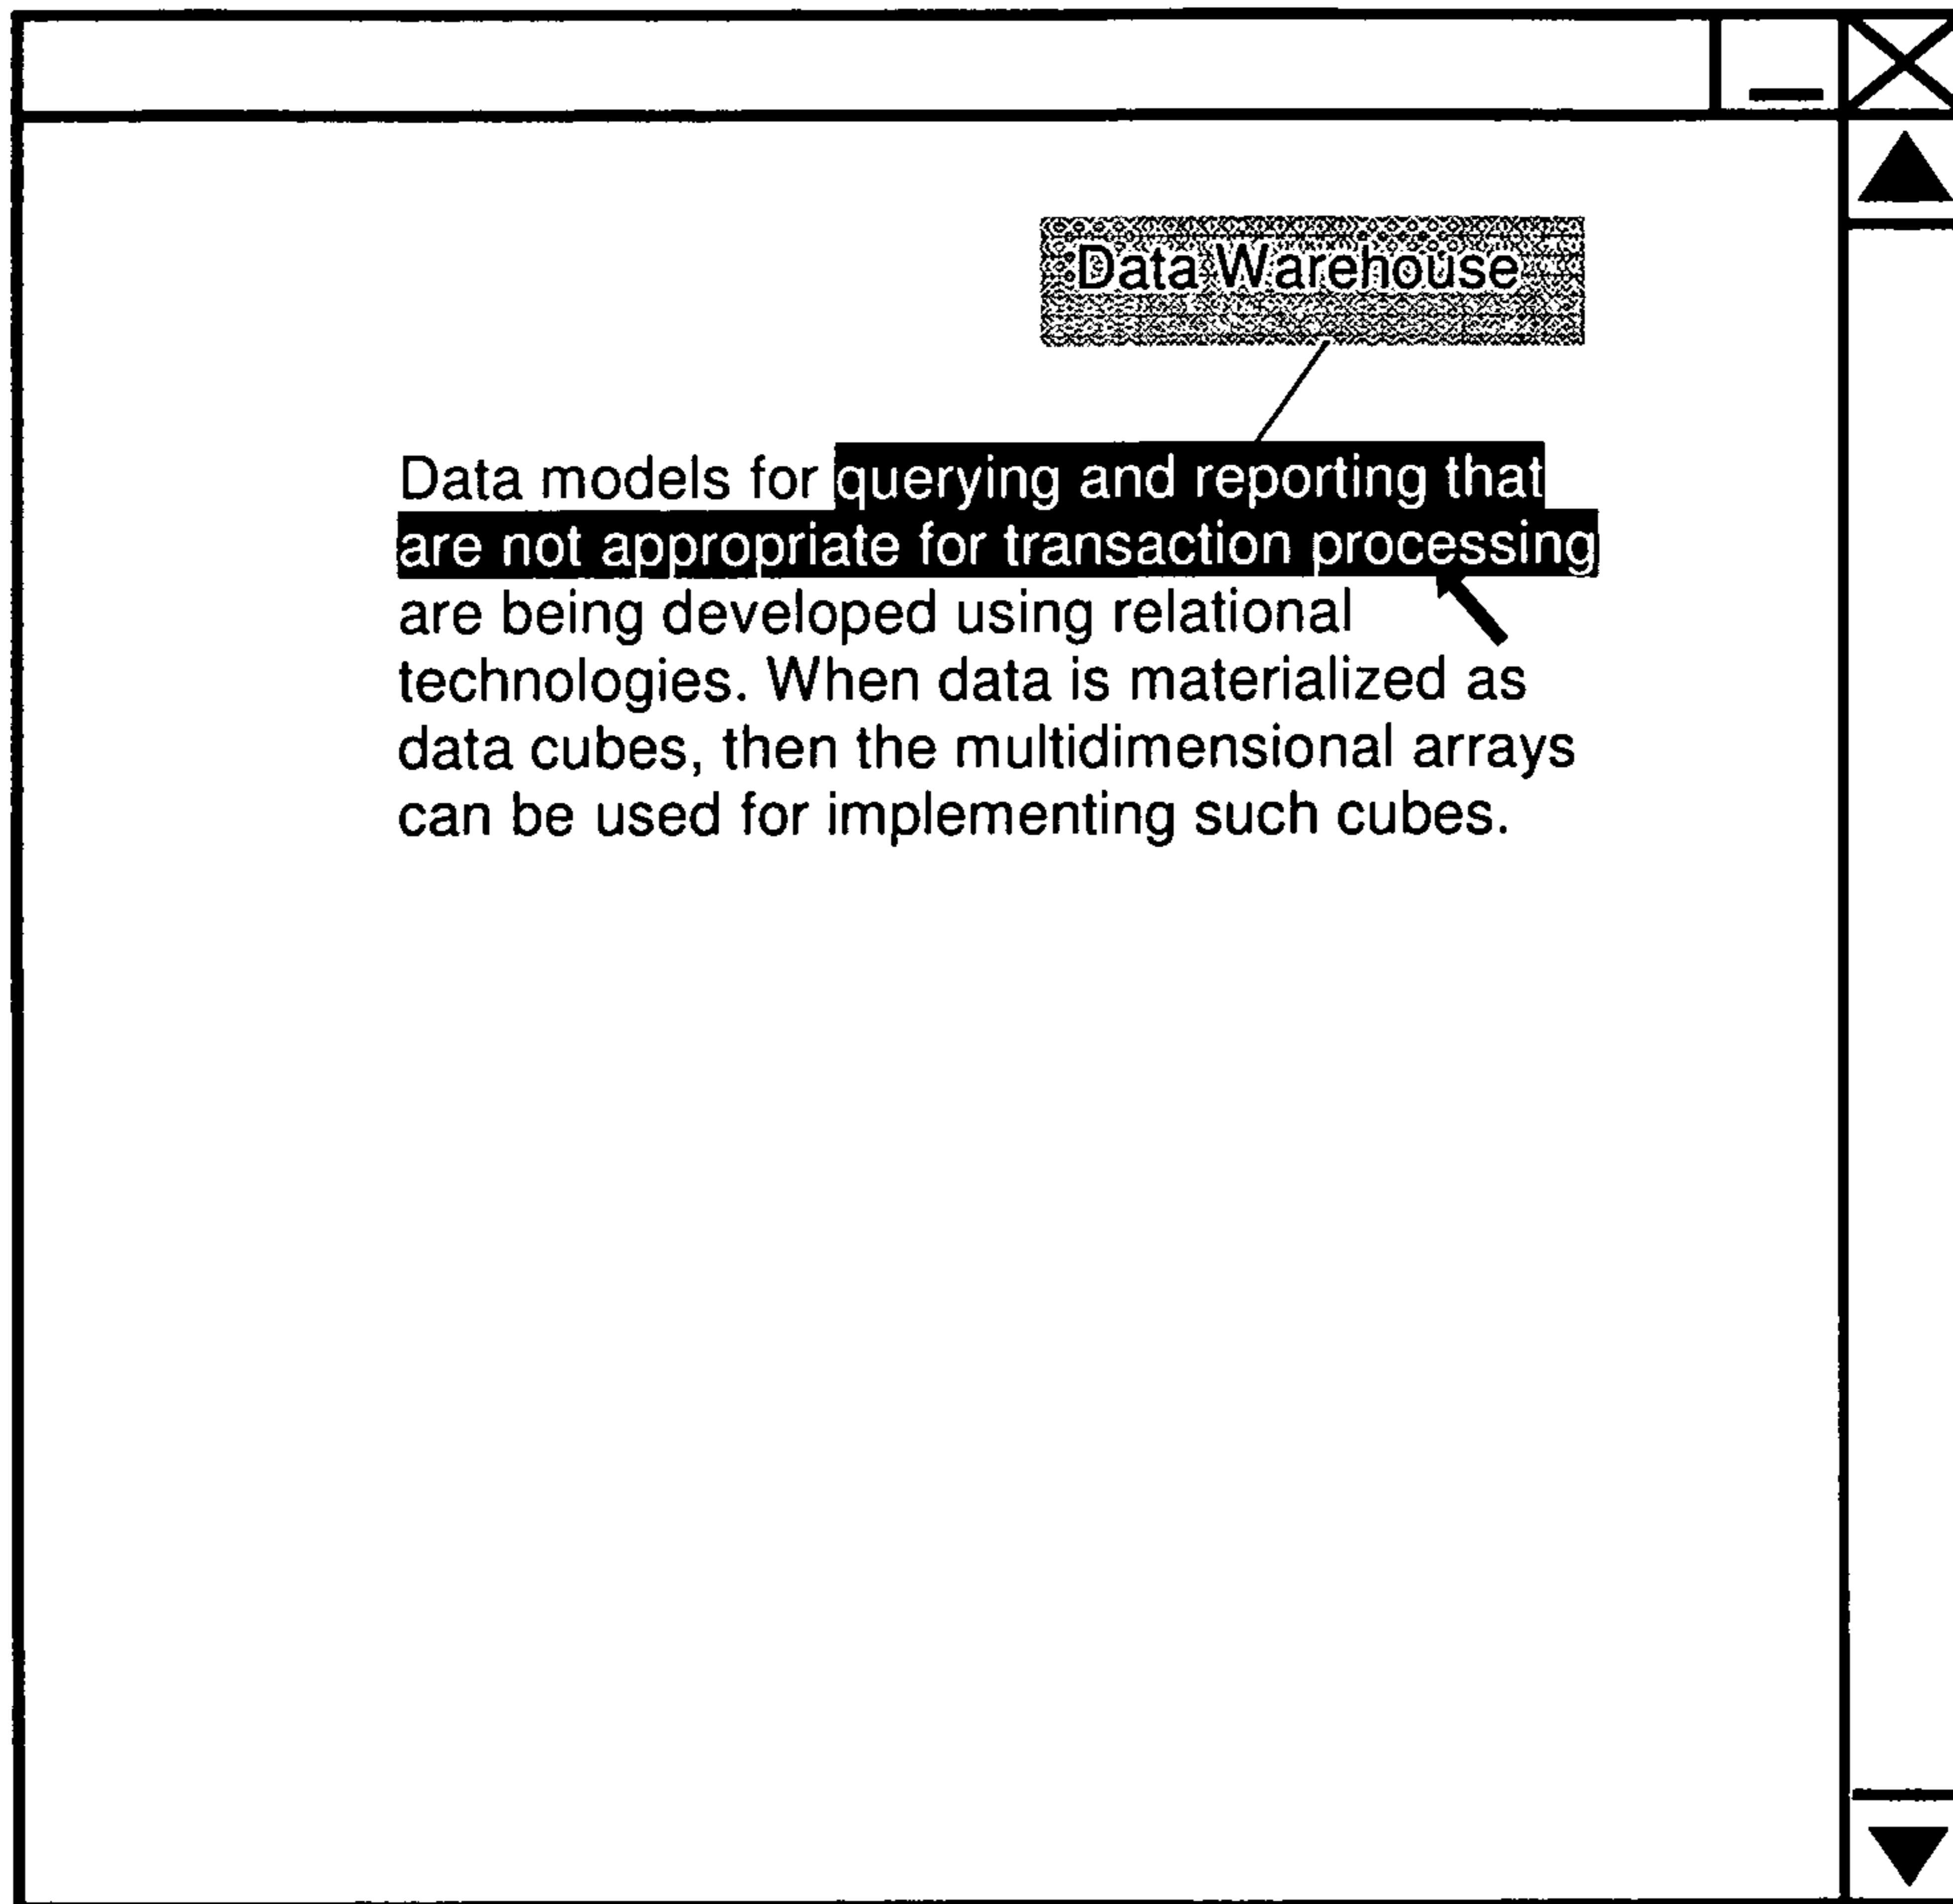 Data Warehouse
Data models for querying and reporting that
are not appropriate for transaction processing
are being developed using relational
technologies. When data is materialized as
data cubes, then the multidimensional arrays
can be used for implementing such cubes.